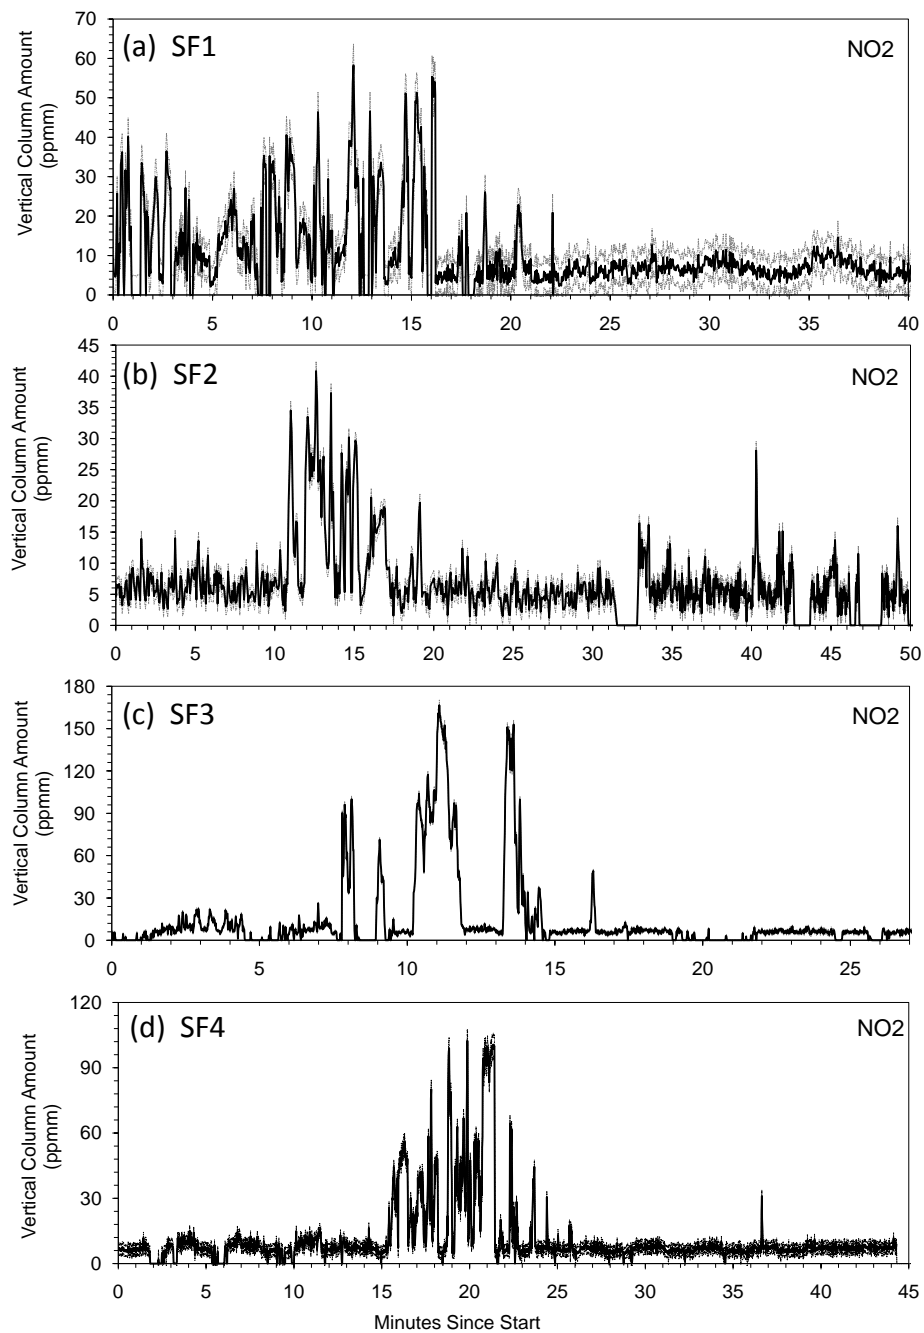 (a) SF1
NO2
Vertical Column Amount
(ppmm)
70
60
50
40
30
20
10
0
0 5 10 15 20 25 30 35 40
(b) SF2
NO2
Vertical Column Amount
(ppmm)
45
40
35
30
25
20
15
10
5
0
0 5 10 15 20 25 30 35 40 45 50
(c) SF3
NO2
Vertical Column Amount
(ppmm)
180
150
120
90
60
30
0
0 5 10 15 20 25
(d) SF4
NO2
Vertical Column Amount
(ppmm)
120
90
60
30
0
0 5 10 15 20 25 30 35 40 45
Minutes Since Start